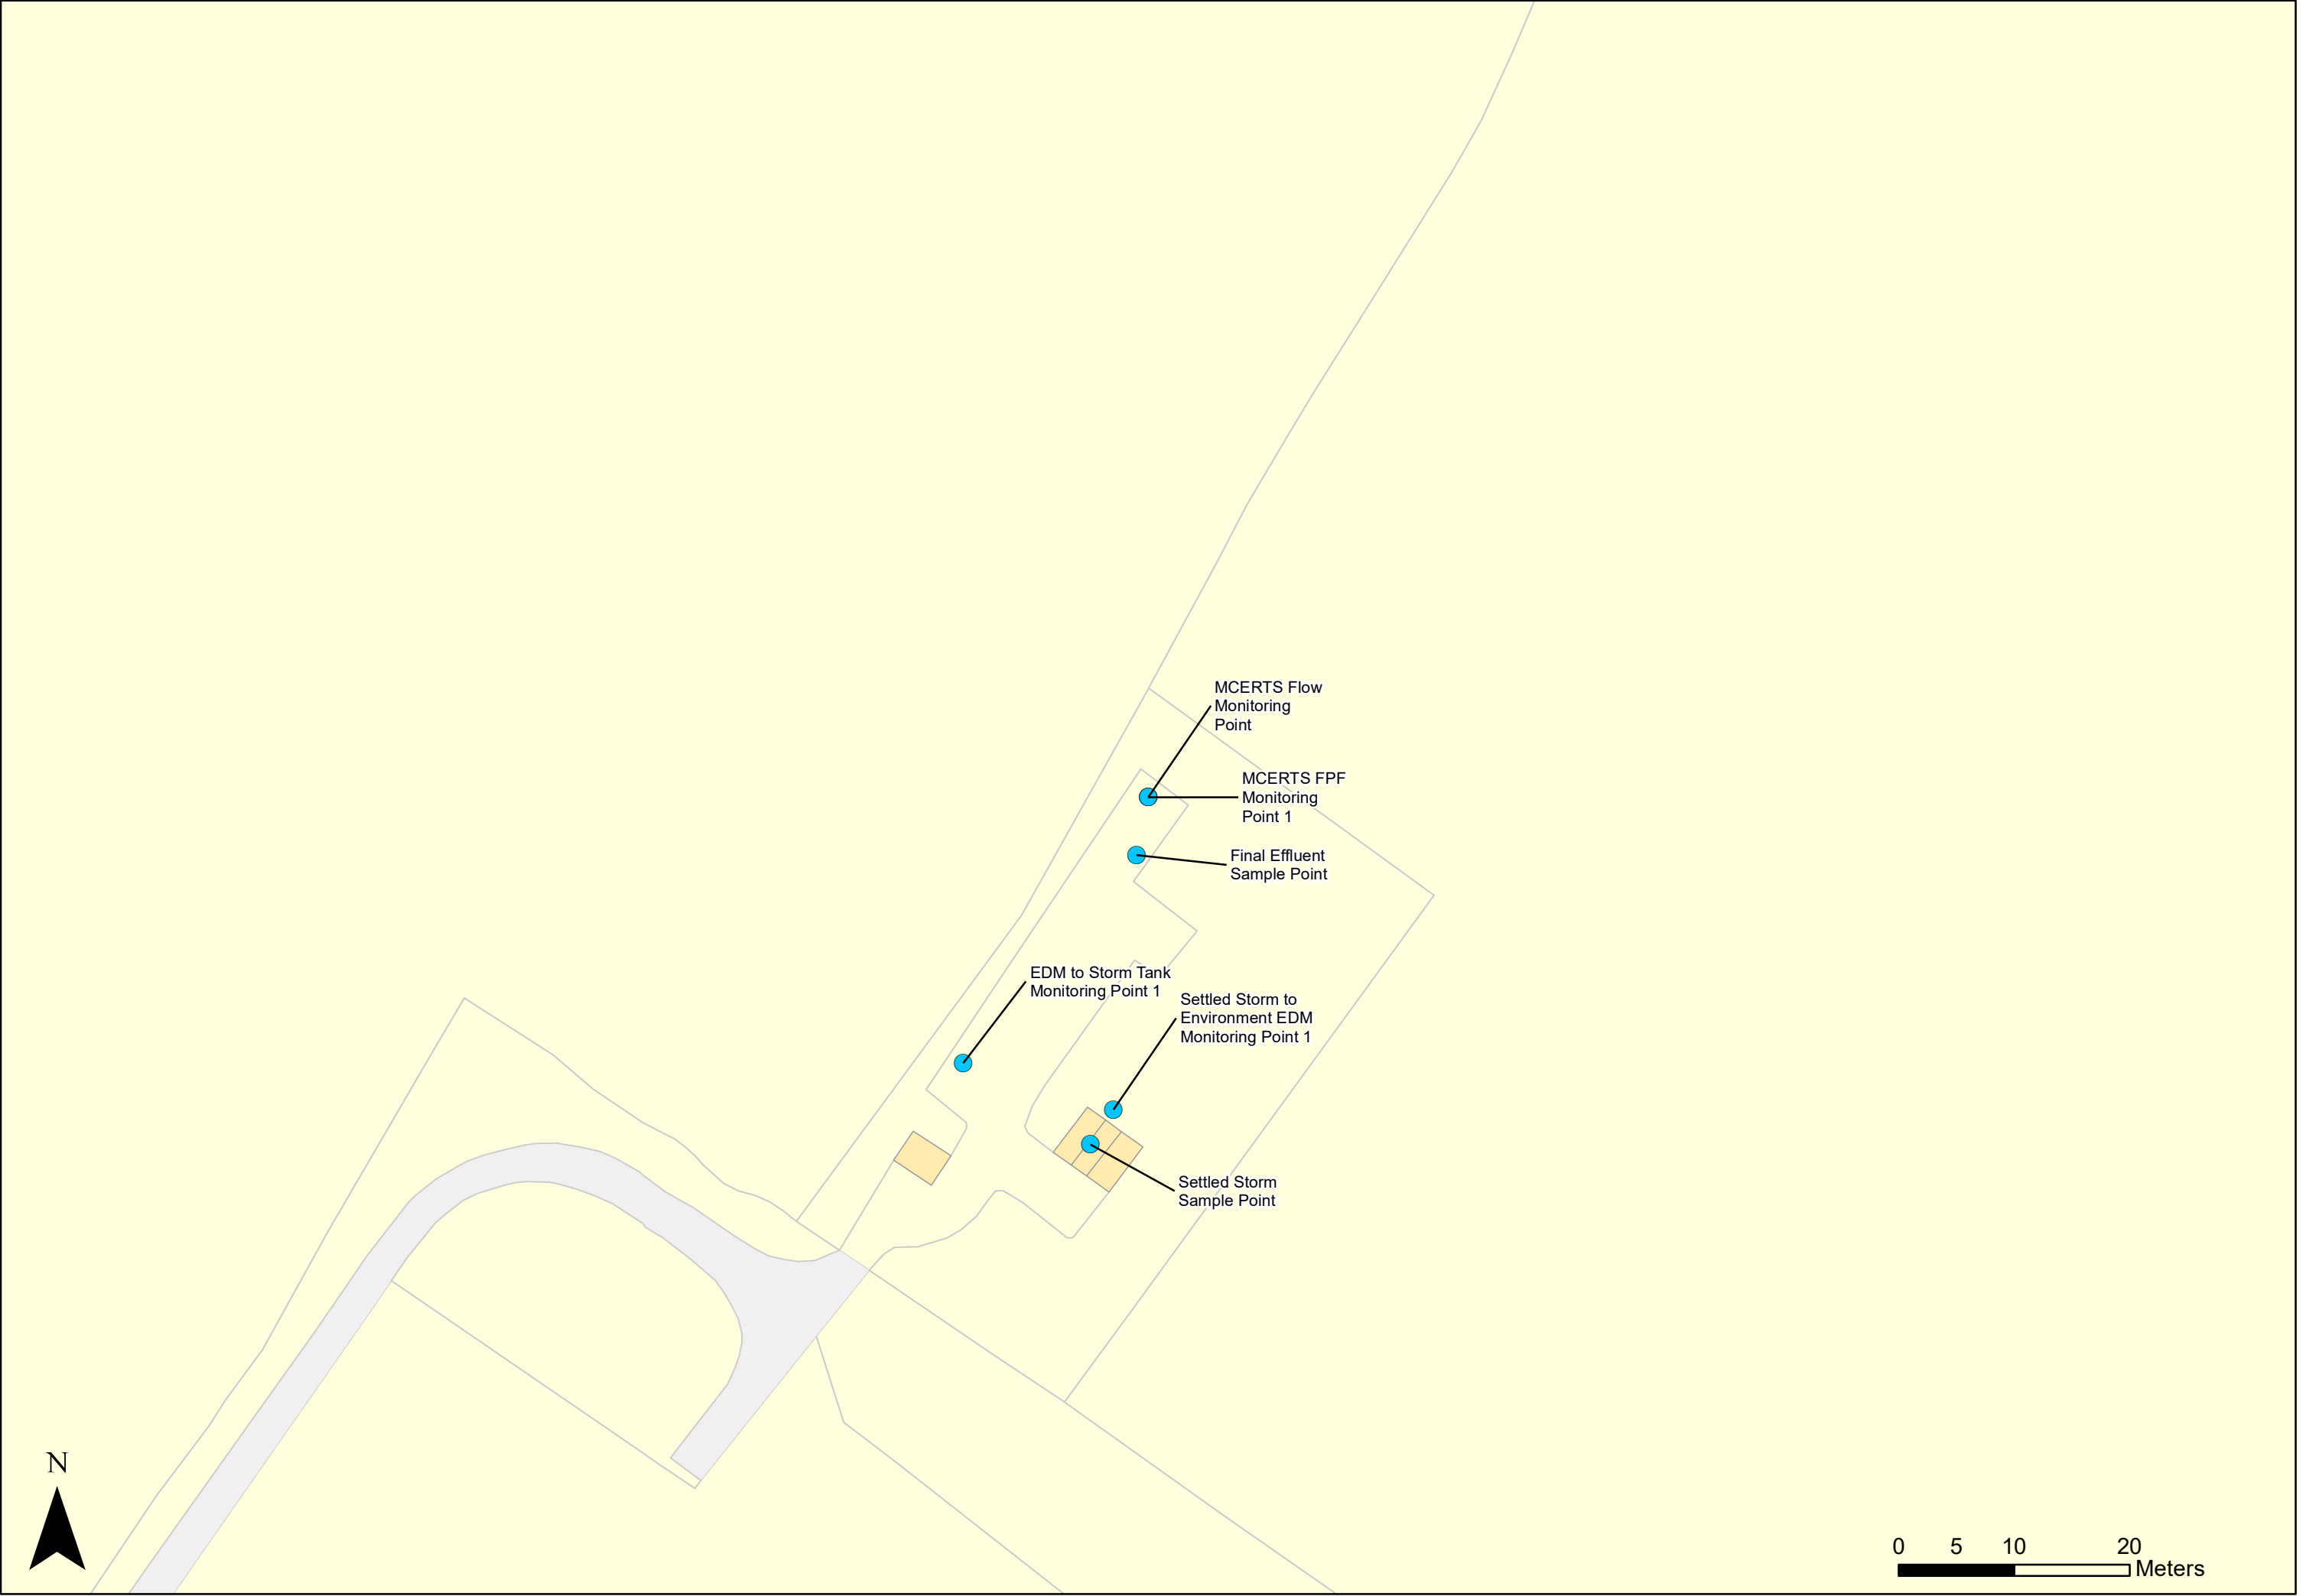 MCERTS Flow
Monitoring
Point
MCERTS FPF
Monitoring
Point 1
Final Effluent
Sample Point
EDM to Storm Tank
Monitoring Point 1
Settled Storm to
Environment EDM
Monitoring Point 1
Settled Storm
Sample Point
N
0 5 10 20
Meters